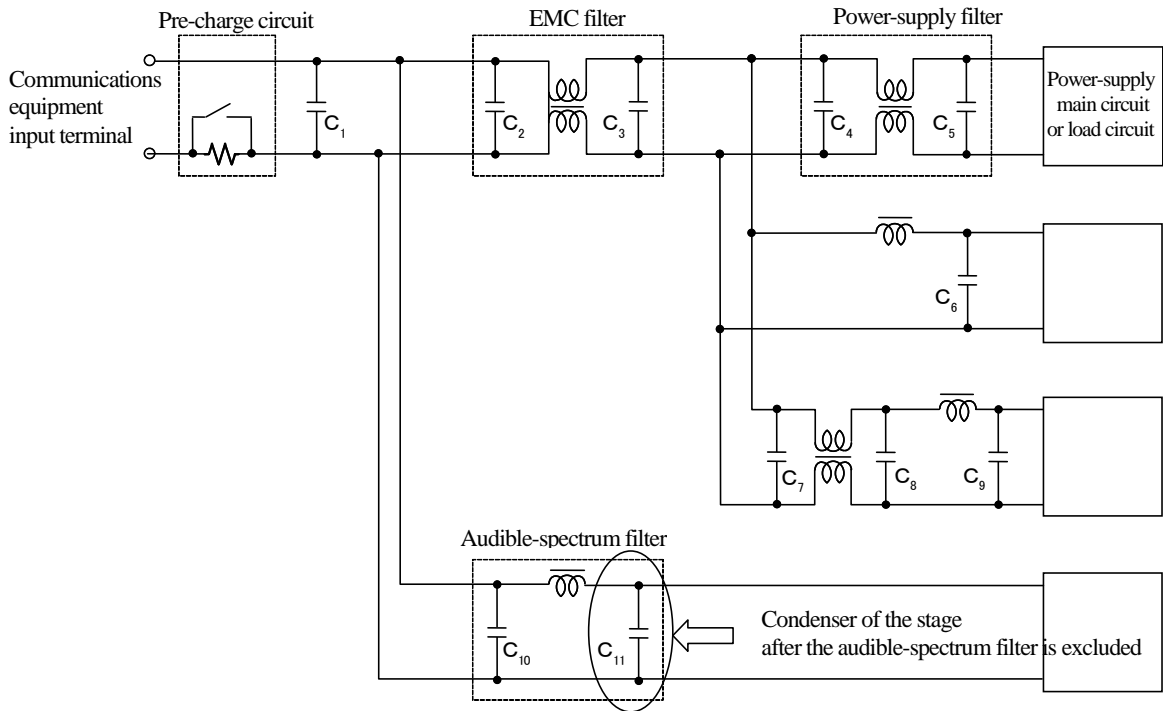 Pre-charge circuit
EMC filter
Power-supply filter
Communications
equipment
input terminal
C1
C2
C3
C4
C5
Power-supply
main circuit
or load circuit
C6
C7
C8
C9
Audible-spectrum filter
C10
C11
Condenser of the stage
after the audible-spectrum filter is excluded